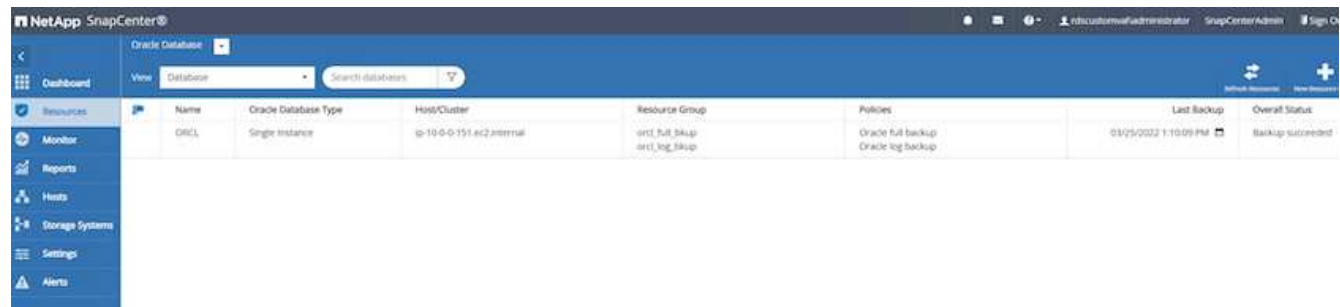 NetApp SnapCenter®
rdscustomval\administrator SnapCenterAdmin Sign O
Oracle Database
Dashboard
View Database Search databases
Refresh Resources New Resource
Resources
Name Oracle Database Type Host/Cluster Resource Group Policies Last Backup Overall Status
ORCL Single Instance ip-10-0-0-151.ec2.internal orcl_full_bkup Oracle full backup 03/25/2022 1:10:09 PM Backup succeeded
orcl_log_bkup Oracle log backup
Monitor
Reports
Hosts
Storage Systems
Settings
Alerts